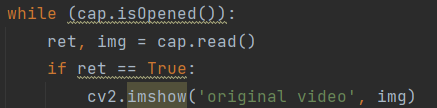 while (cap.isOpened()):
    ret, img = cap.read()
    if ret == True:
        cv2.imshow('original video', img)